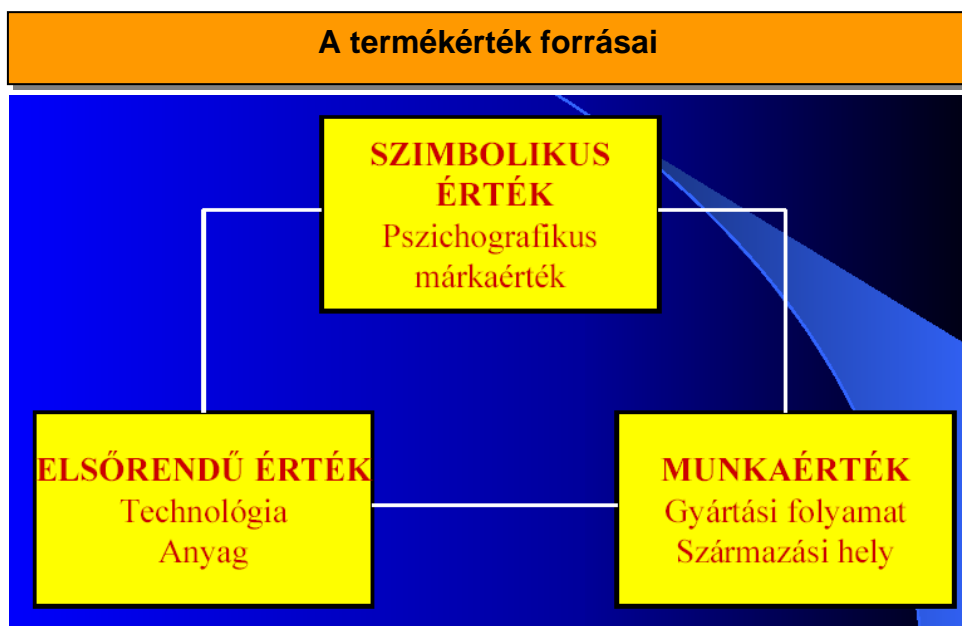 A termékérték forrásai
SZIMBOLIKUS
ÉRTÉK
Pszichografikus
márkaérték
ELSŐRENDŰ ÉRTÉK
Technológia
Anyag
MUNKAÉRTÉK
Gyártási folyamat
Származási hely